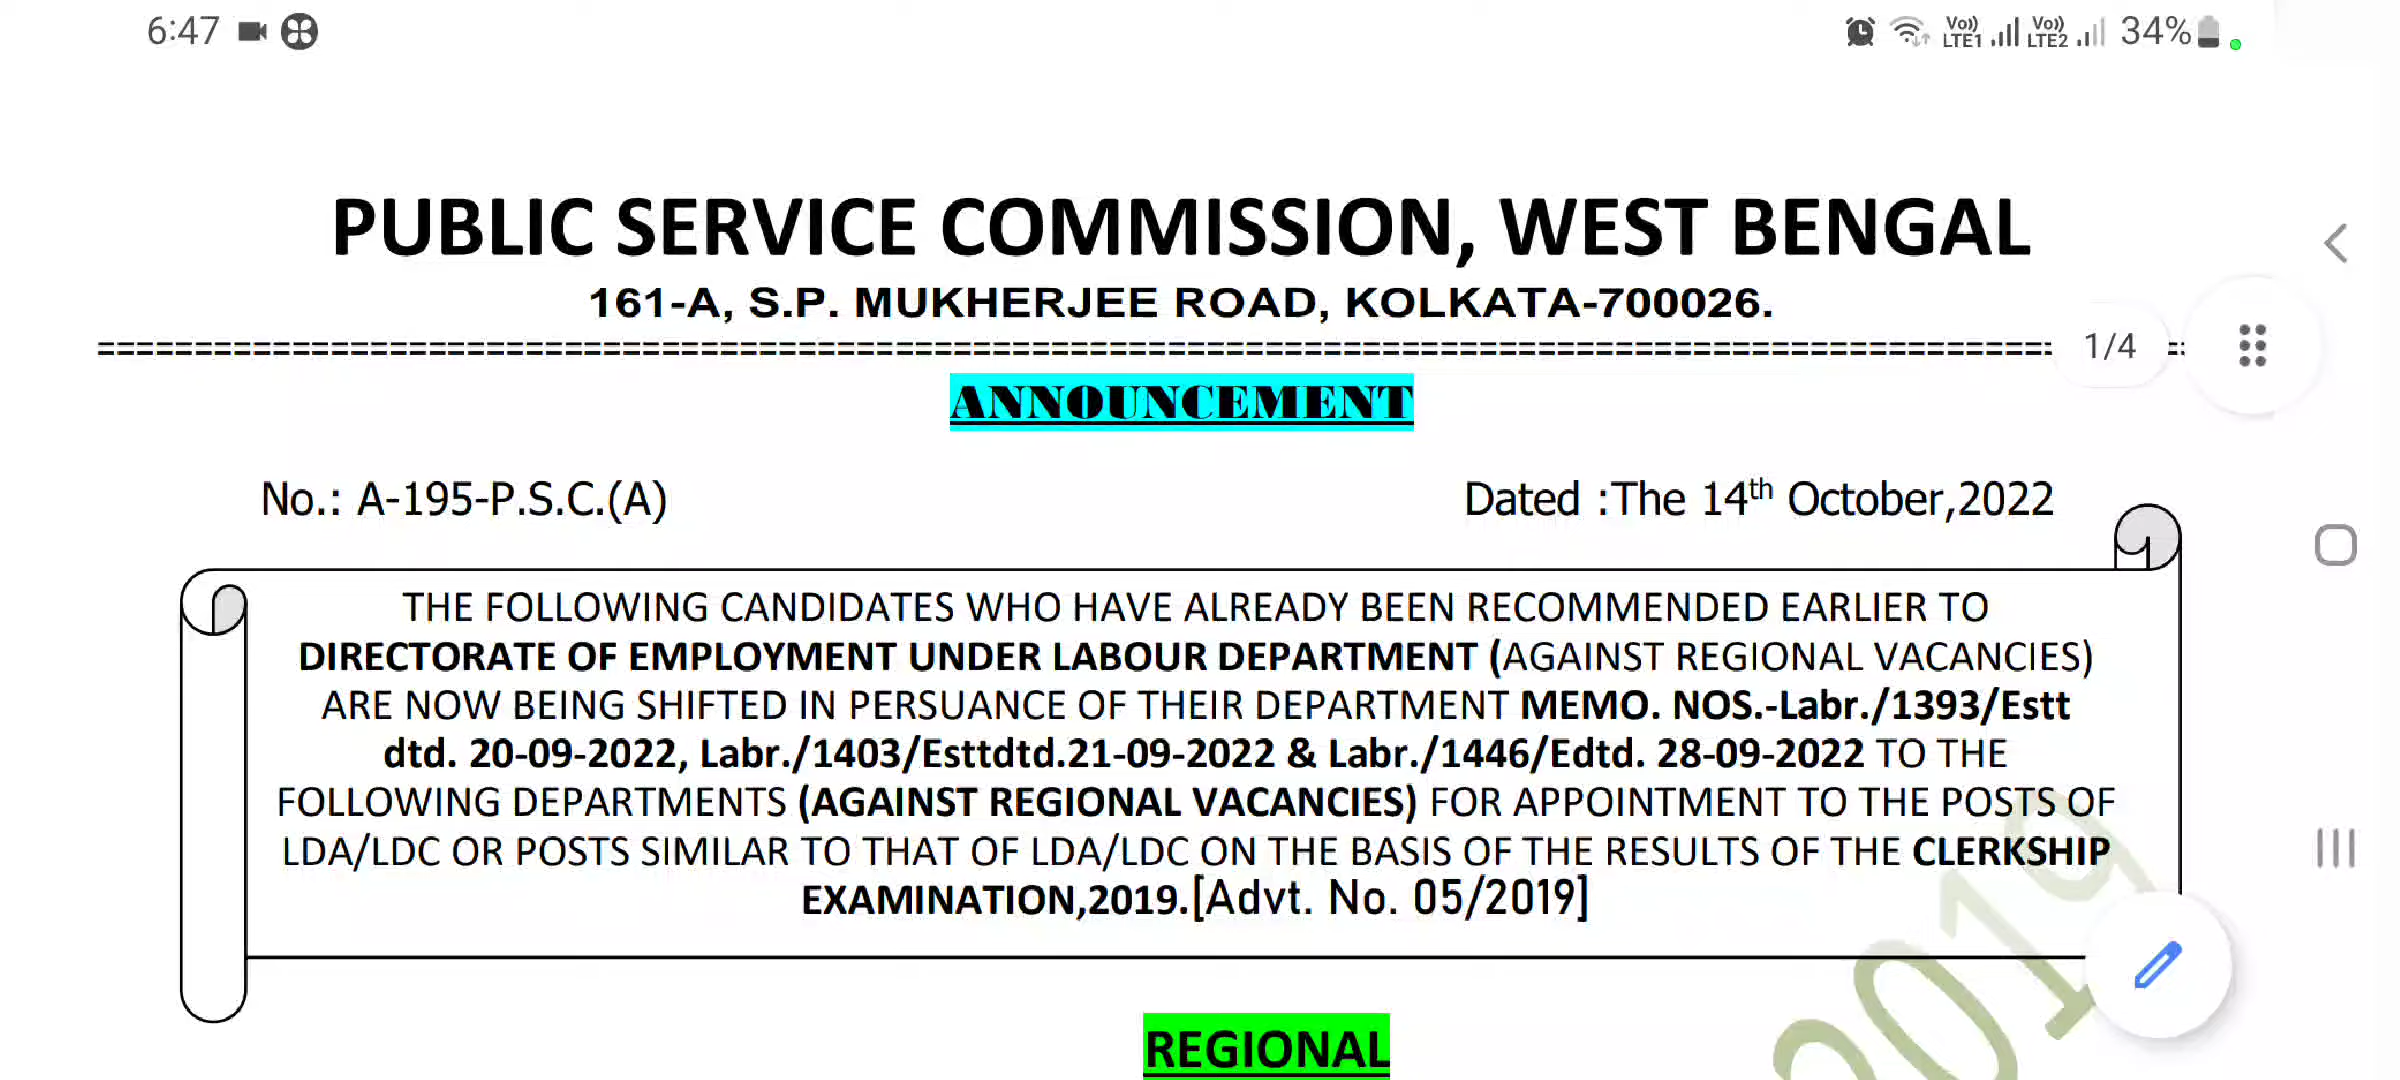 6:47
Vo)) LTE1 Vo)) LTE2 34%
PUBLIC SERVICE COMMISSION, WEST BENGAL
161-A, S.P. MUKHERJEE ROAD, KOLKATA-700026.
1/4
ANNOUNCEMENT
No.: A-195-P.S.C.(A) Dated :The 14th October,2022
THE FOLLOWING CANDIDATES WHO HAVE ALREADY BEEN RECOMMENDED EARLIER TO
DIRECTORATE OF EMPLOYMENT UNDER LABOUR DEPARTMENT (AGAINST REGIONAL VACANCIES)
ARE NOW BEING SHIFTED IN PERSUANCE OF THEIR DEPARTMENT MEMO. NOS.-Labr./1393/Estt
dtd. 20-09-2022, Labr./1403/Esttdtd.21-09-2022 & Labr./1446/Edtd. 28-09-2022 TO THE
FOLLOWING DEPARTMENTS (AGAINST REGIONAL VACANCIES) FOR APPOINTMENT TO THE POSTS OF
LDA/LDC OR POSTS SIMILAR TO THAT OF LDA/LDC ON THE BASIS OF THE RESULTS OF THE CLERKSHIP
EXAMINATION,2019.[Advt. No. 05/2019]
2019
REGIONAL